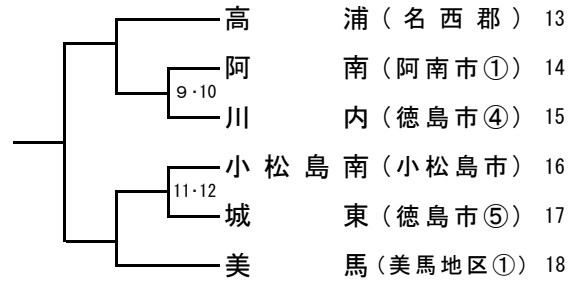 高浦（名西郡） 13
阿南（阿南市①） 14
9・10
川内（徳島市④） 15
小松島南（小松島市） 16
11・12
城東（徳島市⑤） 17
美馬（美馬地区①） 18